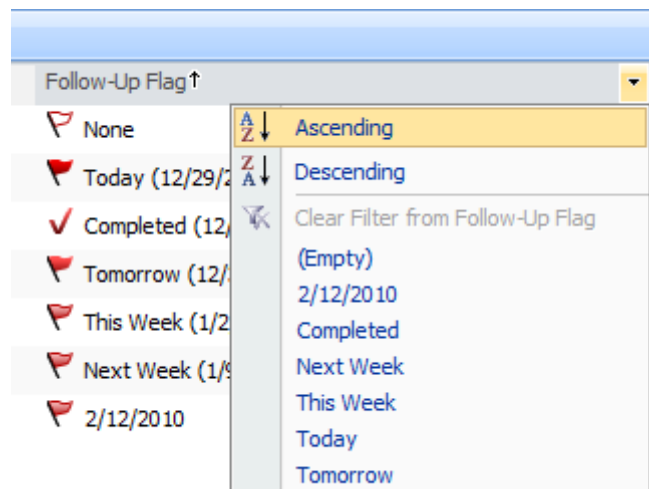 Follow-Up Flag↑
None
Today (12/29/2
Completed (12/
Tomorrow (12/
This Week (1/2
Next Week (1/9
2/12/2010
Ascending
Descending
Clear Filter from Follow-Up Flag
(Empty)
2/12/2010
Completed
Next Week
This Week
Today
Tomorrow